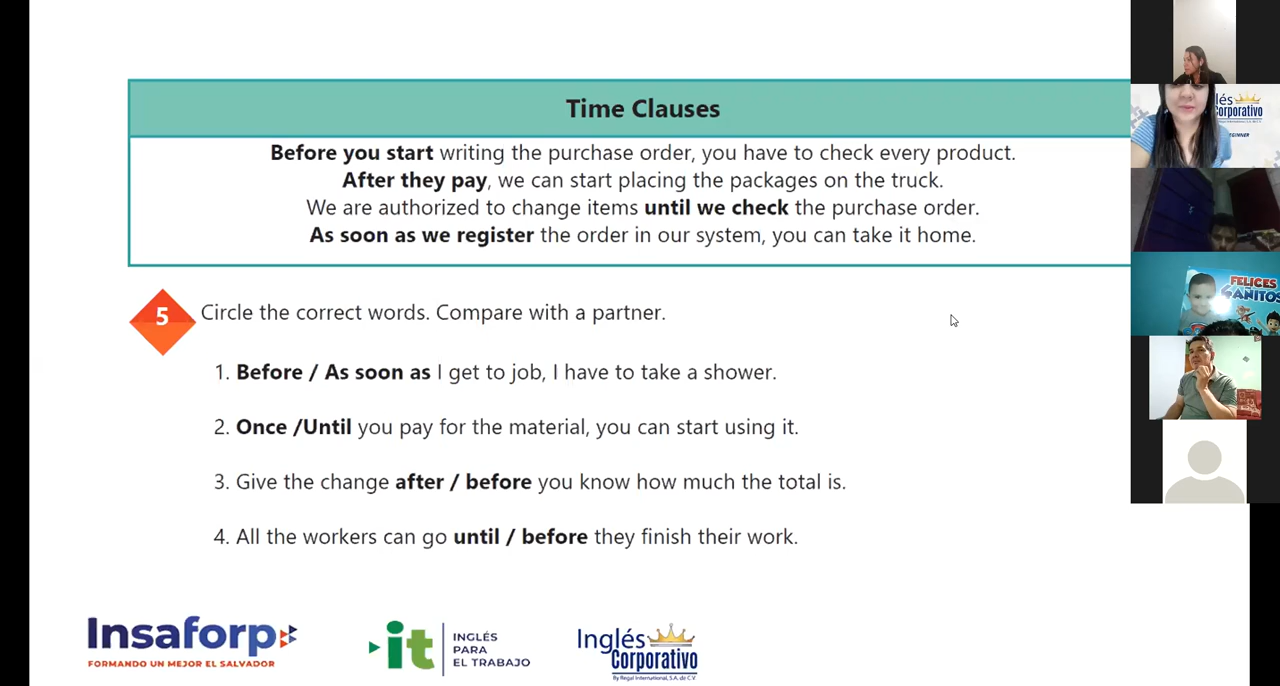 Time Clauses
Before you start writing the purchase order, you have to check every product.
After they pay, we can start placing the packages on the truck.
We are authorized to change items until we check the purchase order.
As soon as we register the order in our system, you can take it home.
5
Circle the correct words. Compare with a partner.
1. Before / As soon as I get to job, I have to take a shower.
2. Once /Until you pay for the material, you can start using it.
3. Give the change after / before you know how much the total is.
4. All the workers can go until / before they finish their work.
Insaforp
FORMANDO UN MEJOR EL SALVADOR
it
INGLÉS
PARA
EL TRABAJO
Inglés
Corporativo
By Regal International, S.A. de C.V
lés
orporativo
FELICES